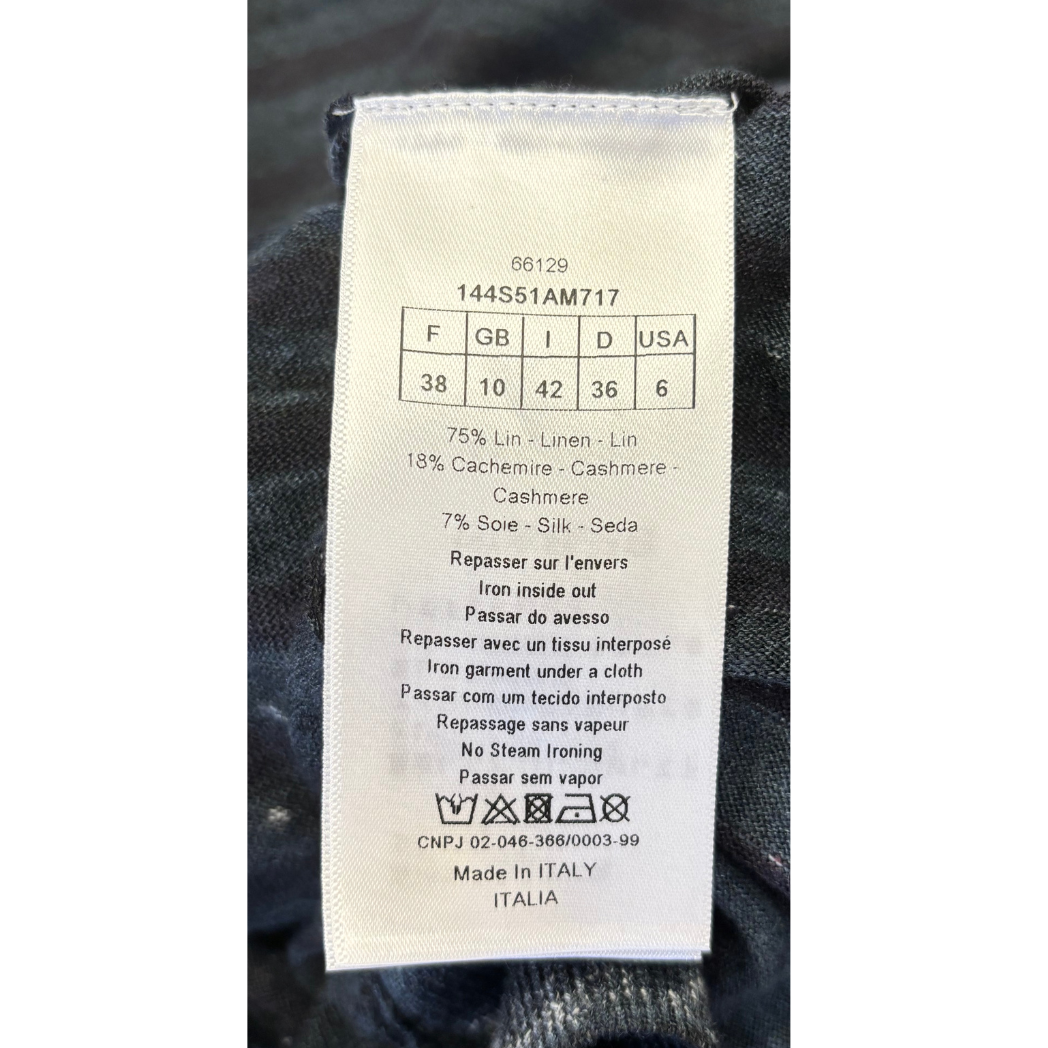 66129
144S51AM717
F GB I D USA
38 10 42 36 6
75% Lin - Linen - Lin
18% Cachemire - Cashmere -
Cashmere
7% Soie - Silk - Seda
Repasser sur l'envers
Iron inside out
Passar do avesso
Repasser avec un tissu interposé
Iron garment under a cloth
Passar com um tecido interposto
Repassage sans vapeur
No Steam Ironing
Passar sem vapor
CNPJ 02-046-366/0003-99
Made In ITALY
ITALIA